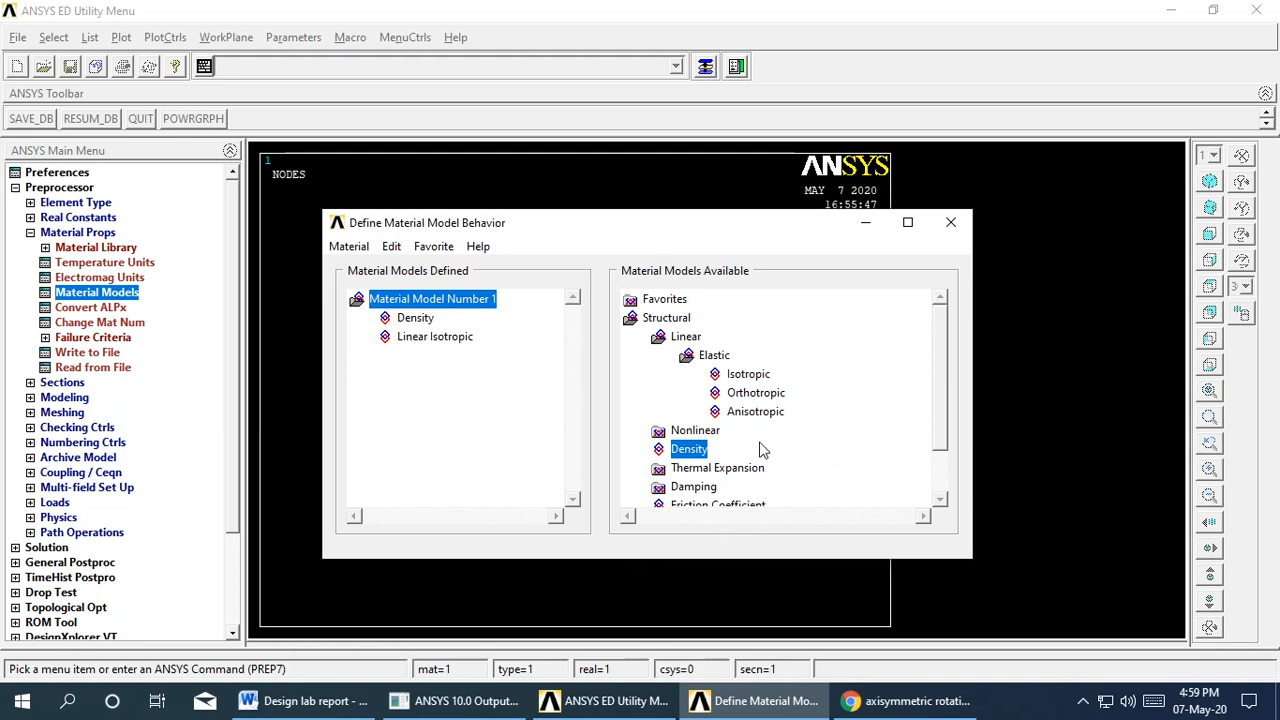 ANSYS ED Utility Menu
File Select List Plot PlotCtrls WorkPlane Parameters Macro MenuCtrls Help
ANSYS Toolbar
SAVE_DB RESUM_DB QUIT POWRGRPH
ANSYS Main Menu
Preferences
Preprocessor
Element Type
Real Constants
Material Props
Material Library
Temperature Units
Electromag Units
Material Models
Convert ALPx
Change Mat Num
Failure Criteria
Write to File
Read from File
Sections
Modeling
Meshing
Checking Ctrls
Numbering Ctrls
Archive Model
Coupling / Ceqn
Multi-field Set Up
Loads
Physics
Path Operations
Solution
General Postproc
TimeHist Postpro
Drop Test
Topological Opt
ROM Tool
DesignXplorer VT
1
NODES
ANSYS
MAY 7 2020
16:55:47
Define Material Model Behavior
Material Edit Favorite Help
Material Models Defined
Material Model Number 1
Density
Linear Isotropic
Material Models Available
Favorites
Structural
Linear
Elastic
Isotropic
Orthotropic
Anisotropic
Nonlinear
Density
Thermal Expansion
Damping
Friction Coefficient
1
3
Pick a menu item or enter an ANSYS Command (PREP7) mat=1 type=1 real=1 csys=0 secn=1
Design lab report - ... ANSYS 10.0 Output... ANSYS ED Utility M... Define Material Mo... axisymmetric rotati...
4:59 PM
07-May-20